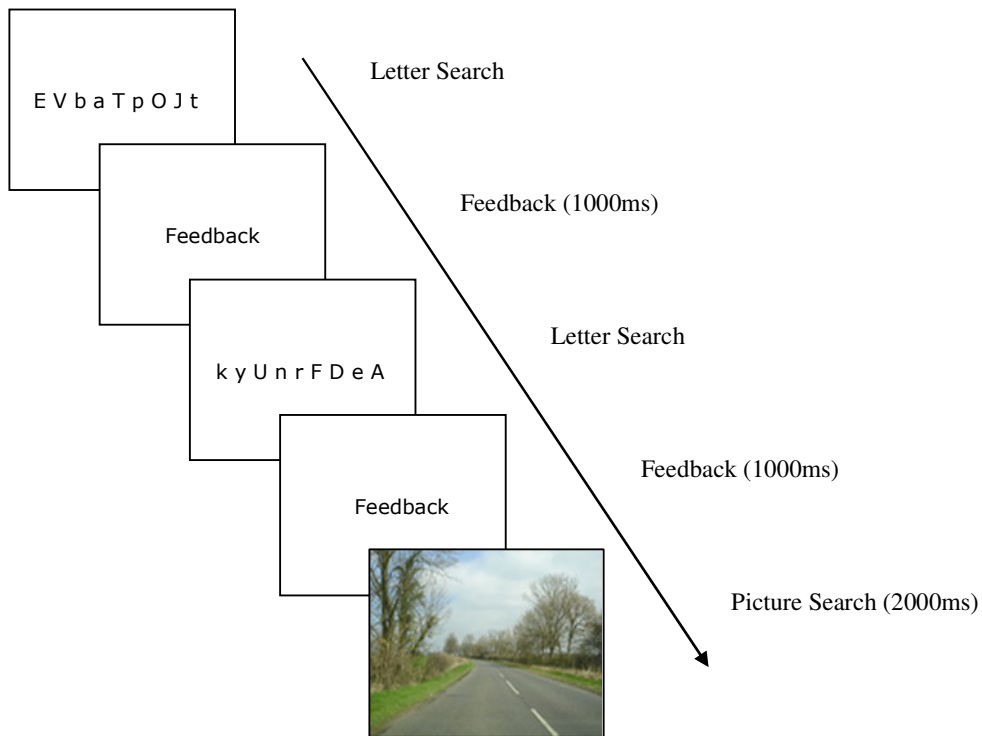 E V b a T p O J t
Letter Search
Feedback (1000ms)
Feedback
Letter Search
k y U n r F D e A
Feedback (1000ms)
Feedback
Picture Search (2000ms)